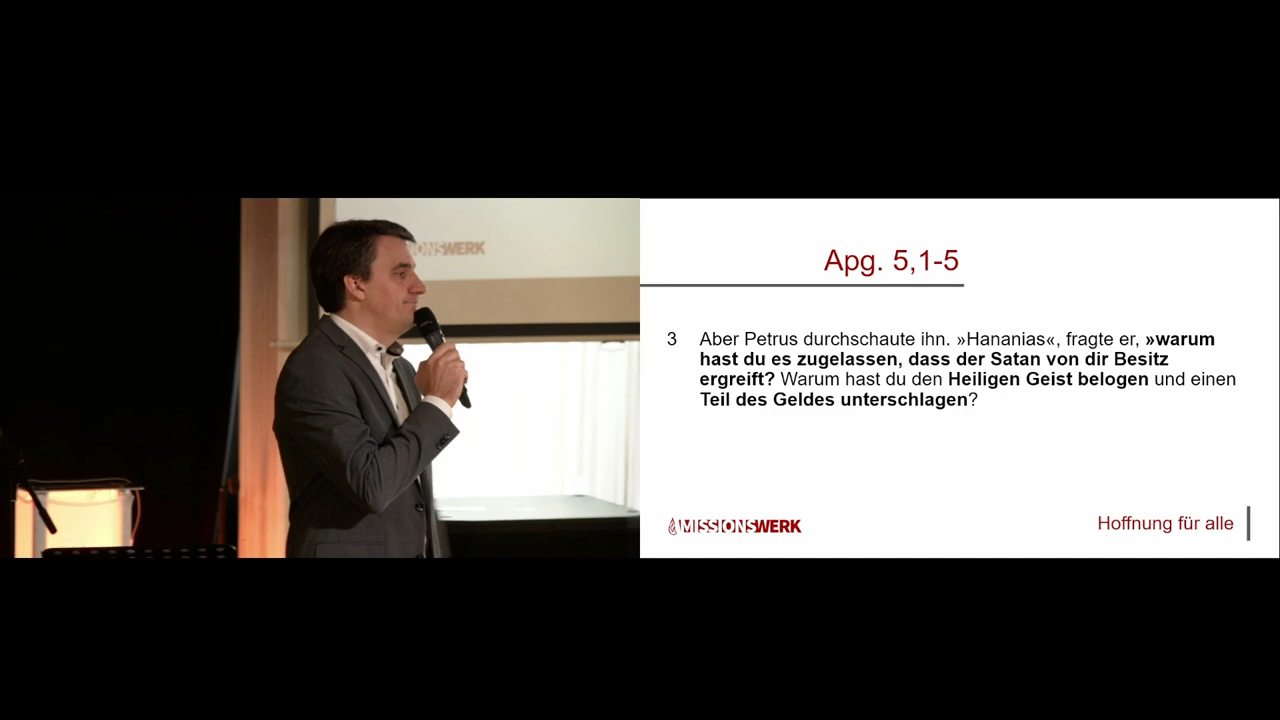 IONSWERK
Apg. 5,1-5
3 Aber Petrus durchschaute ihn. »Hananias«, fragte er, »warum
hast du es zugelassen, dass der Satan von dir Besitz
ergreift? Warum hast du den Heiligen Geist belogen und einen
Teil des Geldes unterschlagen?
MISSIONSWERK
Hoffnung für alle